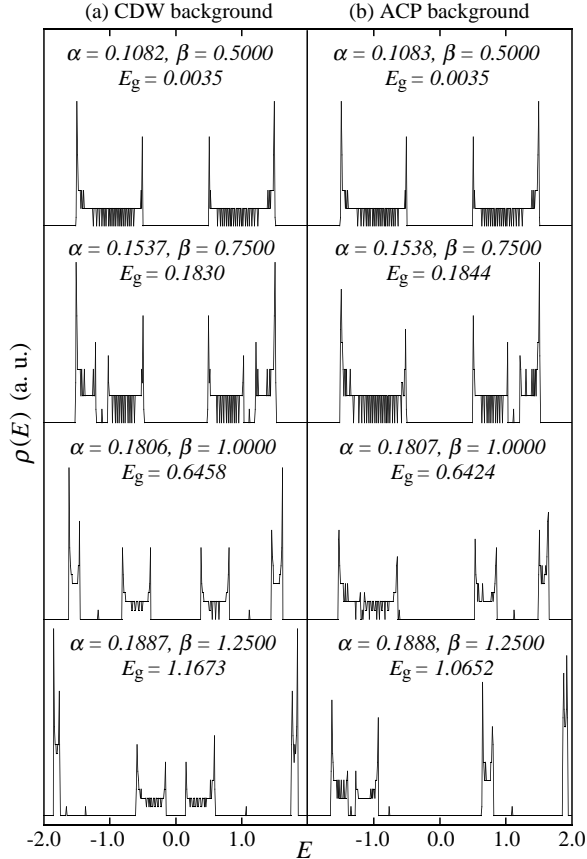 (a) CDW background
(b) ACP background
α = 0.1082, β = 0.5000
E_g = 0.0035
α = 0.1083, β = 0.5000
E_g = 0.0035
α = 0.1537, β = 0.7500
E_g = 0.1830
α = 0.1538, β = 0.7500
E_g = 0.1844
ρ(E) (a. u.)
α = 0.1806, β = 1.0000
E_g = 0.6458
α = 0.1807, β = 1.0000
E_g = 0.6424
α = 0.1887, β = 1.2500
E_g = 1.1673
α = 0.1888, β = 1.2500
E_g = 1.0652
-2.0 -1.0 0.0 1.0 -1.0 0.0 1.0 2.0
E